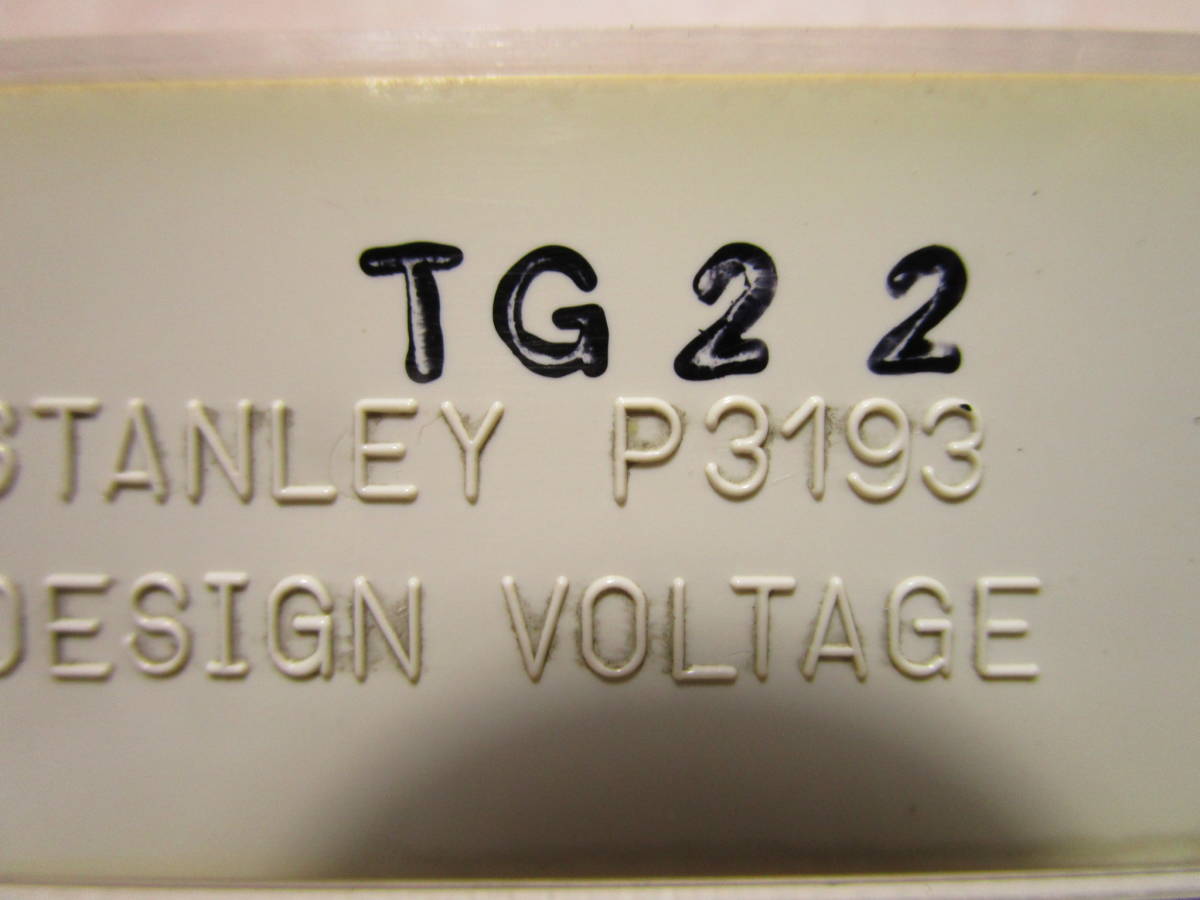 TG22
STANLEY P3193
DESIGN VOLTAGE